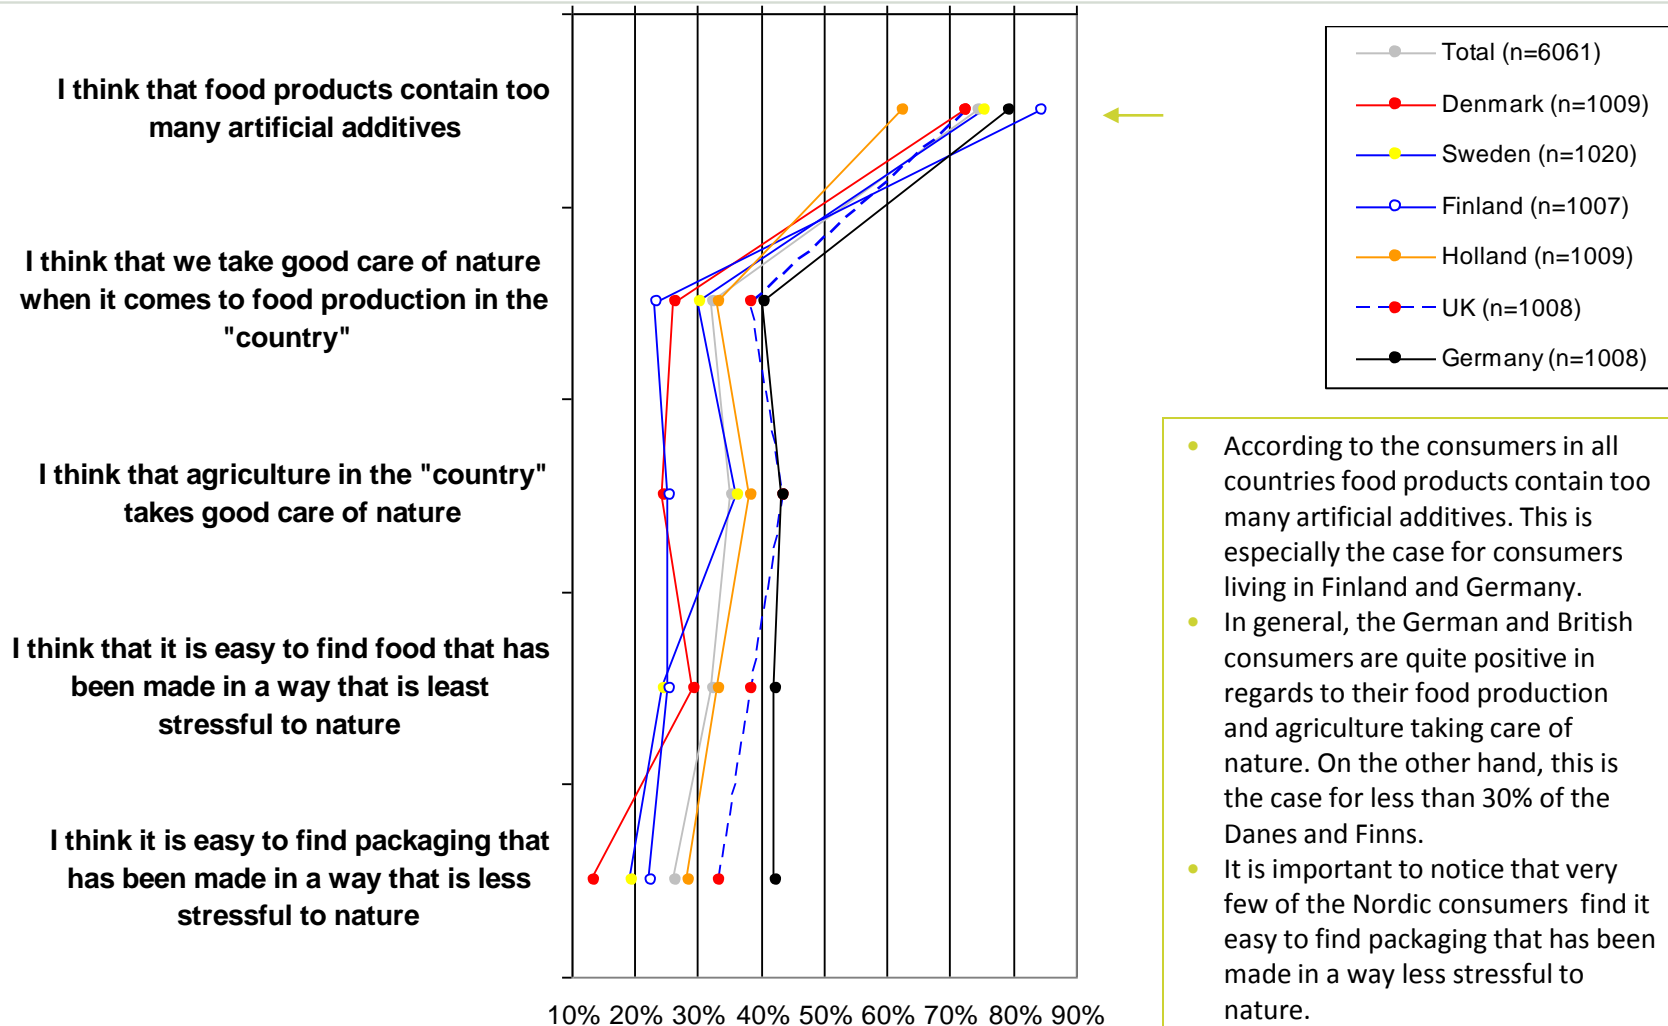 I think that food products contain too
many artificial additives
I think that we take good care of nature
when it comes to food production in the
"country"
I think that agriculture in the "country"
takes good care of nature
I think that it is easy to find food that has
been made in a way that is least
stressful to nature
I think it is easy to find packaging that
has been made in a way that is less
stressful to nature
10% 20% 30% 40% 50% 60% 70% 80% 90%
Total (n=6061)
Denmark (n=1009)
Sweden (n=1020)
Finland (n=1007)
Holland (n=1009)
UK (n=1008)
Germany (n=1008)
• According to the consumers in all
countries food products contain too
many artificial additives. This is
especially the case for consumers
living in Finland and Germany.
• In general, the German and British
consumers are quite positive in
regards to their food production
and agriculture taking care of
nature. On the other hand, this is
the case for less than 30% of the
Danes and Finns.
• It is important to notice that very
few of the Nordic consumers find it
easy to find packaging that has been
made in a way less stressful to
nature.